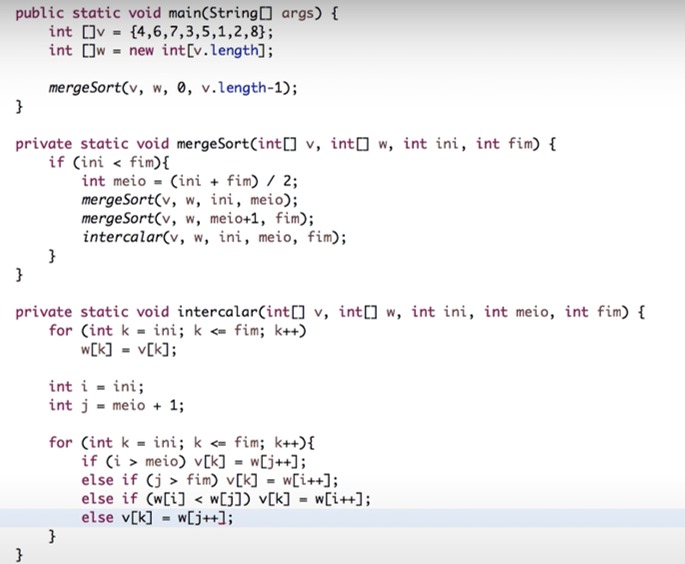 public static void main(String[] args) {
    int []v = {4,6,7,3,5,1,2,8};
    int []w = new int[v.length];

    mergeSort(v, w, 0, v.length-1);
}

private static void mergeSort(int[] v, int[] w, int ini, int fim) {
    if (ini < fim){
        int meio = (ini + fim) / 2;
        mergeSort(v, w, ini, meio);
        mergeSort(v, w, meio+1, fim);
        intercalar(v, w, ini, meio, fim);
    }
}

private static void intercalar(int[] v, int[] w, int ini, int meio, int fim) {
    for (int k = ini; k <= fim; k++)
        w[k] = v[k];

    int i = ini;
    int j = meio + 1;

    for (int k = ini; k <= fim; k++){
        if (i > meio) v[k] = w[j++];
        else if (j > fim) v[k] = w[i++];
        else if (w[i] < w[j]) v[k] = w[i++];
        else v[k] = w[j++];
    }
}